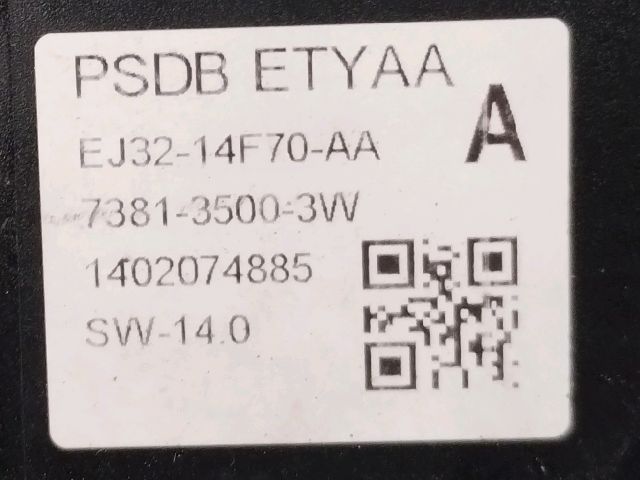 PSDB ETYAA
A
EJ32-14F70-AA
7381-3500-3W
1402074885
SW-14.0